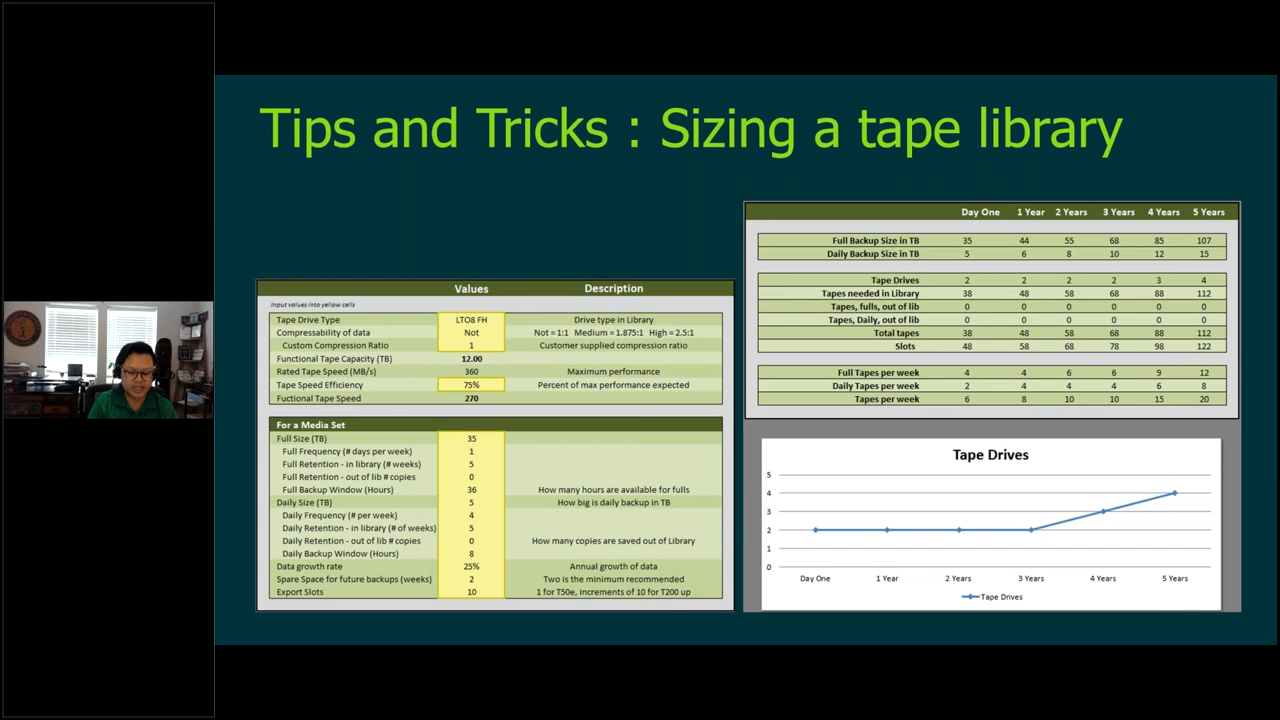 Tips and Tricks : Sizing a tape library
Values Description
Input values into yellow cells
Tape Drive Type LTO8 FH Drive type in Library
Compressability of data Not Not = 1:1 Medium = 1.875:1 High = 2.5:1
Custom Compression Ratio 1 Customer supplied compression ratio
Functional Tape Capacity (TB) 12.00
Rated Tape Speed (MB/s) 360 Maximum performance
Tape Speed Efficiency 75% Percent of max performance expected
Fuctional Tape Speed 270
For a Media Set
Full Size (TB) 35
Full Frequency (# days per week) 1
Full Retention - in library (# weeks) 5
Full Retention - out of lib # copies 0
Full Backup Window (Hours) 36 How many hours are available for fulls
Daily Size (TB) 5 How big is daily backup in TB
Daily Frequency (# per week) 4
Daily Retention - in library (# of weeks) 5
Daily Retention - out of lib # copies 0 How many copies are saved out of Library
Daily Backup Window (Hours) 8
Data growth rate 25% Annual growth of data
Spare Space for future backups (weeks) 2 Two is the minimum recommended
Export Slots 10 1 for T50e, increments of 10 for T200 up
Day One 1 Year 2 Years 3 Years 4 Years 5 Years
Full Backup Size in TB 35 44 55 68 85 107
Daily Backup Size in TB 5 6 8 10 12 15
Tape Drives 2 2 2 2 3 4
Tapes needed in Library 38 48 58 68 88 112
Tapes, fulls, out of lib 0 0 0 0 0 0
Tapes, Daily, out of lib 0 0 0 0 0 0
Total tapes 38 48 58 68 88 112
Slots 48 58 68 78 98 122
Full Tapes per week 4 4 6 6 9 12
Daily Tapes per week 2 4 4 4 6 8
Tapes per week 6 8 10 10 15 20
Tape Drives
5
4
3
2
1
0
Day One 1 Year 2 Years 3 Years 4 Years 5 Years
Tape Drives